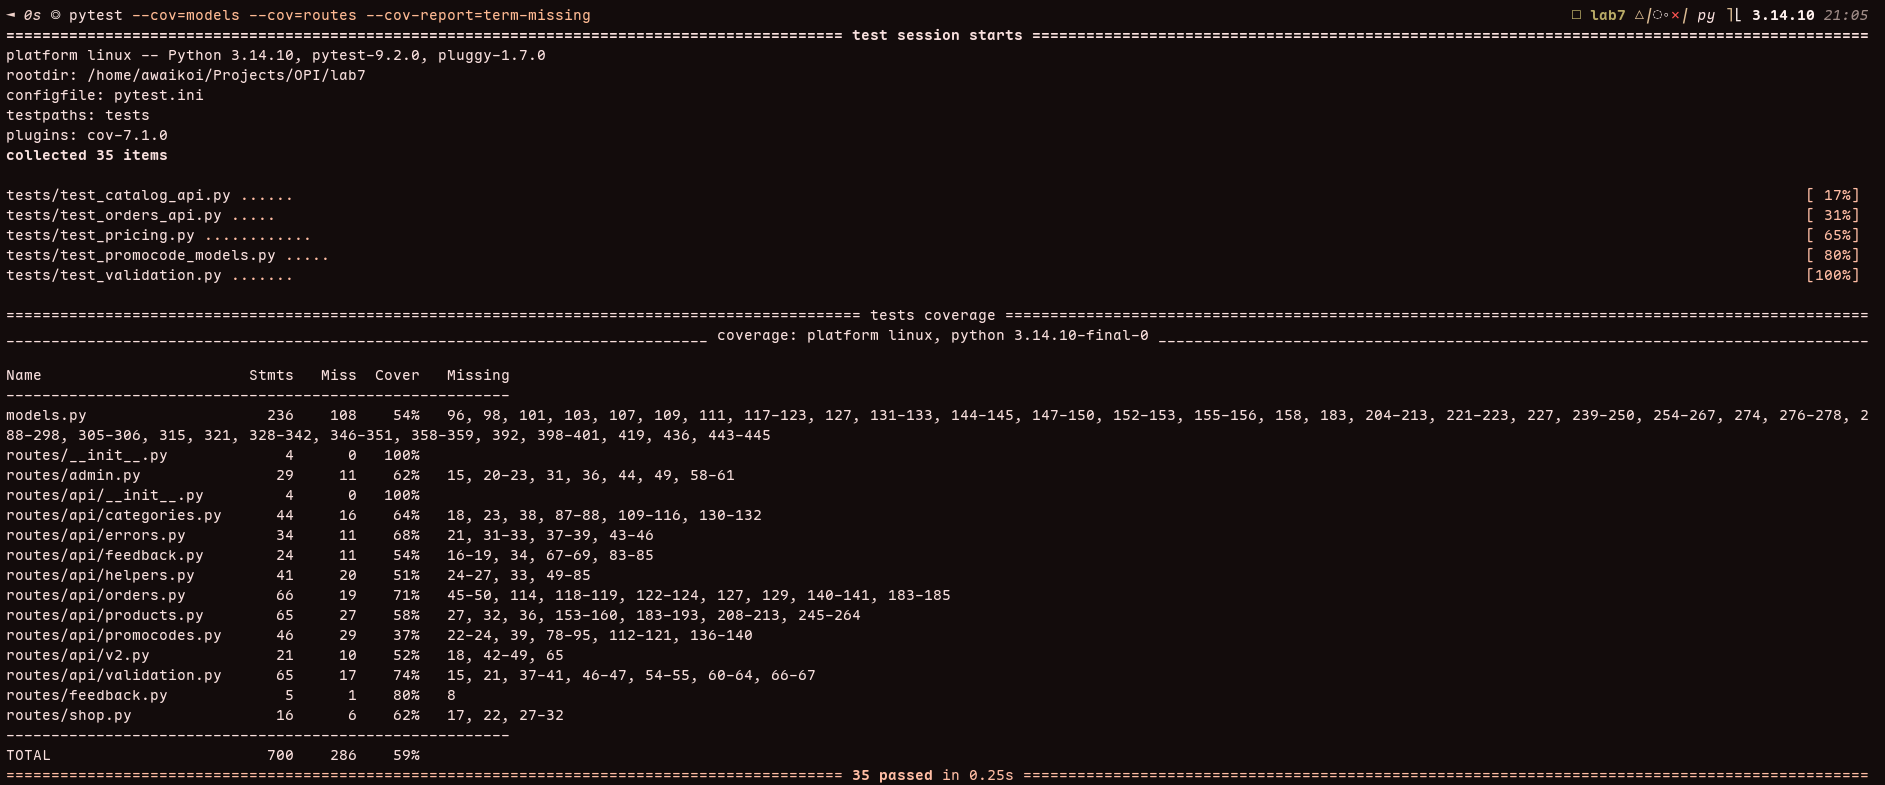 0s pytest --cov=models --cov=routes --cov-report=term-missing lab7 py 3.14.10 21:05
============================================================================================= test session starts =============================================================================================
platform linux -- Python 3.14.10, pytest-9.2.0, pluggy-1.7.0
rootdir: /home/awaikoi/Projects/OPI/lab7
configfile: pytest.ini
testpaths: tests
plugins: cov-7.1.0
collected 35 items
tests/test_catalog_api.py ...... [ 17%]
tests/test_orders_api.py ..... [ 31%]
tests/test_pricing.py ............ [ 65%]
tests/test_promocode_models.py ..... [ 80%]
tests/test_validation.py ....... [100%]
=============================================================================================== tests coverage ================================================================================================
______________________________________________________________________________ coverage: platform linux, python 3.14.10-final-0 _______________________________________________________________________________
Name Stmts Miss Cover Missing
--------------------------------------------------------
models.py 236 108 54% 96, 98, 101, 103, 107, 109, 111, 117-123, 127, 131-133, 144-145, 147-150, 152-153, 155-156, 158, 183, 204-213, 221-223, 227, 239-250, 254-267, 274, 276-278, 2
88-298, 305-306, 315, 321, 328-342, 346-351, 358-359, 392, 398-401, 419, 436, 443-445
routes/__init__.py 4 0 100%
routes/admin.py 29 11 62% 15, 20-23, 31, 36, 44, 49, 58-61
routes/api/__init__.py 4 0 100%
routes/api/categories.py 44 16 64% 18, 23, 38, 87-88, 109-116, 130-132
routes/api/errors.py 34 11 68% 21, 31-33, 37-39, 43-46
routes/api/feedback.py 24 11 54% 16-19, 34, 67-69, 83-85
routes/api/helpers.py 41 20 51% 24-27, 33, 49-85
routes/api/orders.py 66 19 71% 45-50, 114, 118-119, 122-124, 127, 129, 140-141, 183-185
routes/api/products.py 65 27 58% 27, 32, 36, 153-160, 183-193, 208-213, 245-264
routes/api/promocodes.py 46 29 37% 22-24, 39, 78-95, 112-121, 136-140
routes/api/v2.py 21 10 52% 18, 42-49, 65
routes/api/validation.py 65 17 74% 15, 21, 37-41, 46-47, 54-55, 60-64, 66-67
routes/feedback.py 5 1 80% 8
routes/shop.py 16 6 62% 17, 22, 27-32
--------------------------------------------------------
TOTAL 700 286 59%
============================================================================================= 35 passed in 0.25s ==============================================================================================